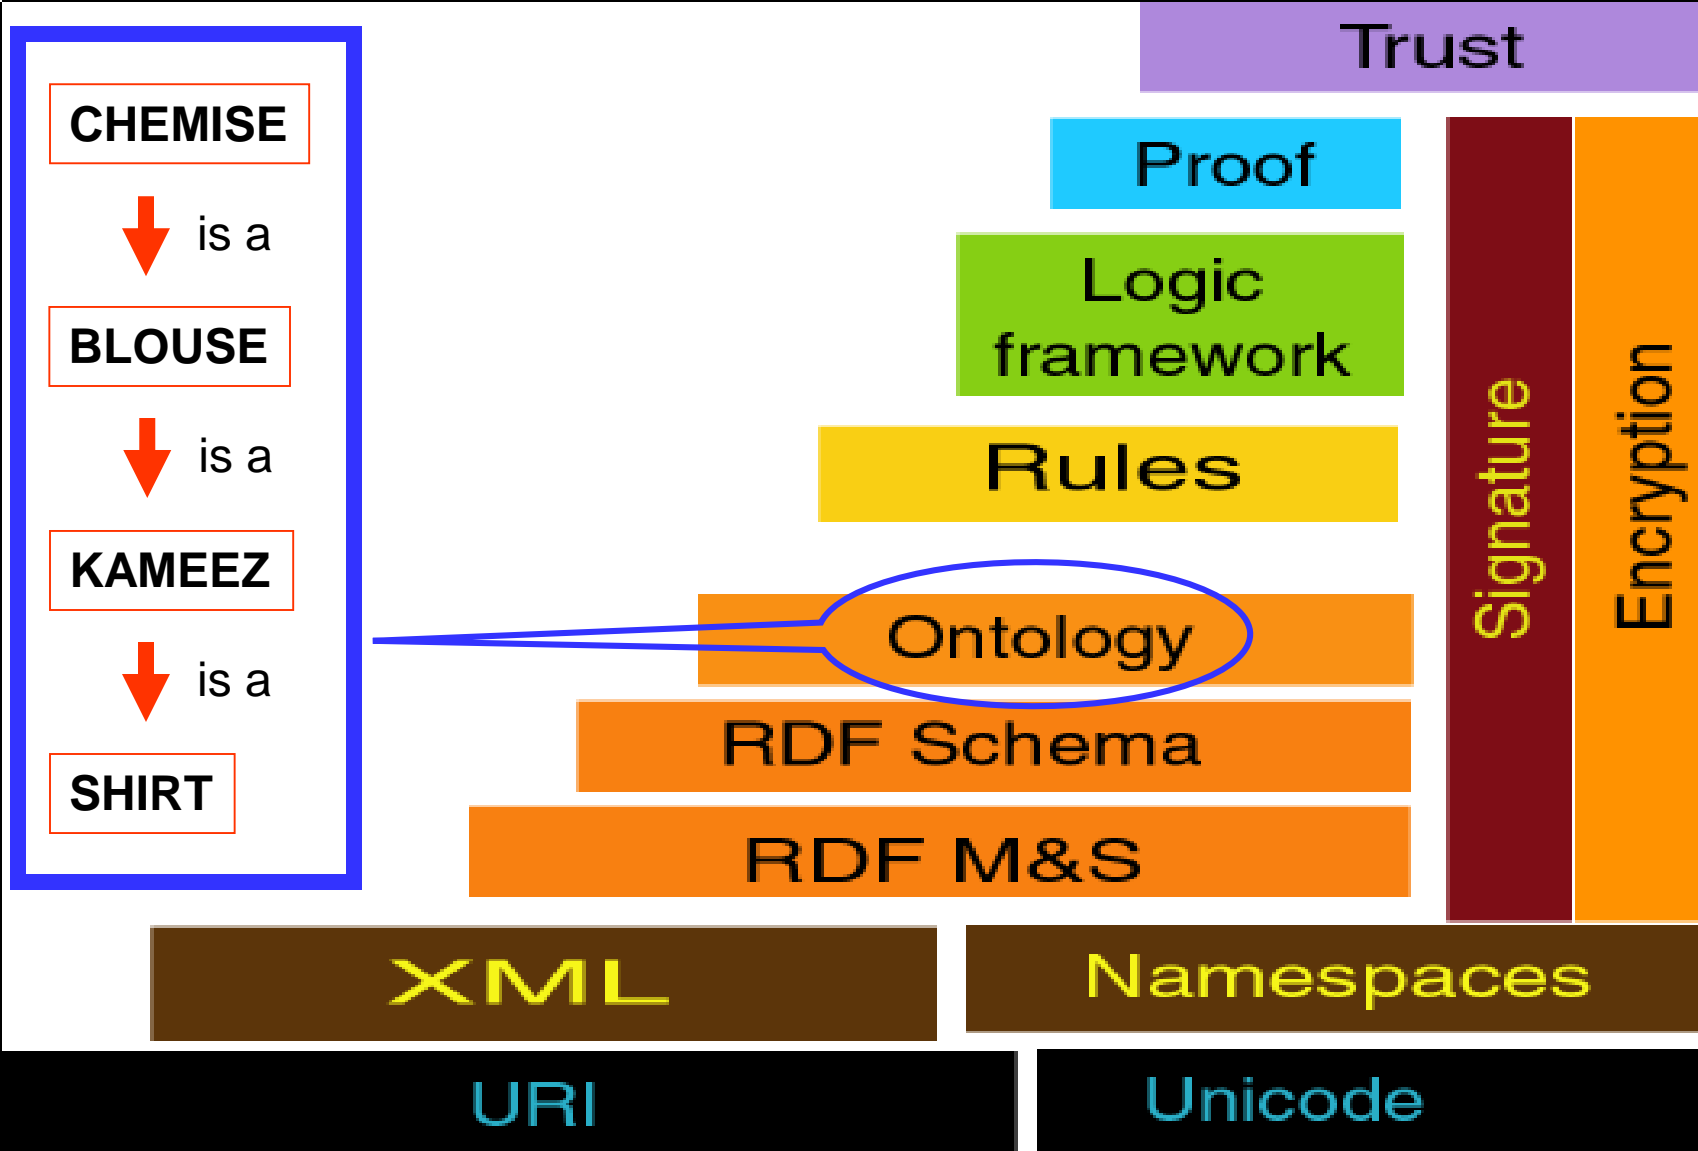 CHEMISE
is a
BLOUSE
is a
KAMEEZ
is a
SHIRT
Trust
Proof
Logic
framework
Rules
Ontology
RDF Schema
RDF M&S
Signature
Encryption
XML
Namespaces
URI
Unicode